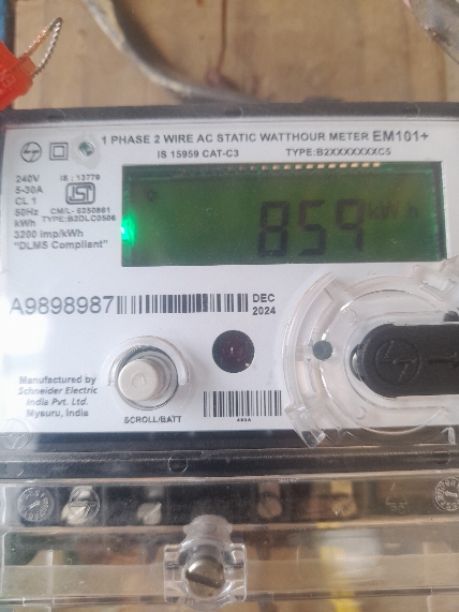 1 PHASE 2 WIRE AC STATIC WATTHOUR METER EM101+
IS 15959 CAT-C3 TYPE:B2XXXXXXXC5
240V
5-30A
CL 1
50Hz
kWh
3200 imp/kWh
"DLMS Compliant"
IS : 13779
ISI
CM/L- 6250861
TYPE:B2DLC0506
859 kWh
A9898987
DEC
2024
Manufactured by
Schneider Electric
India Pvt. Ltd.
Mysuru, India
SCROLL/BATT